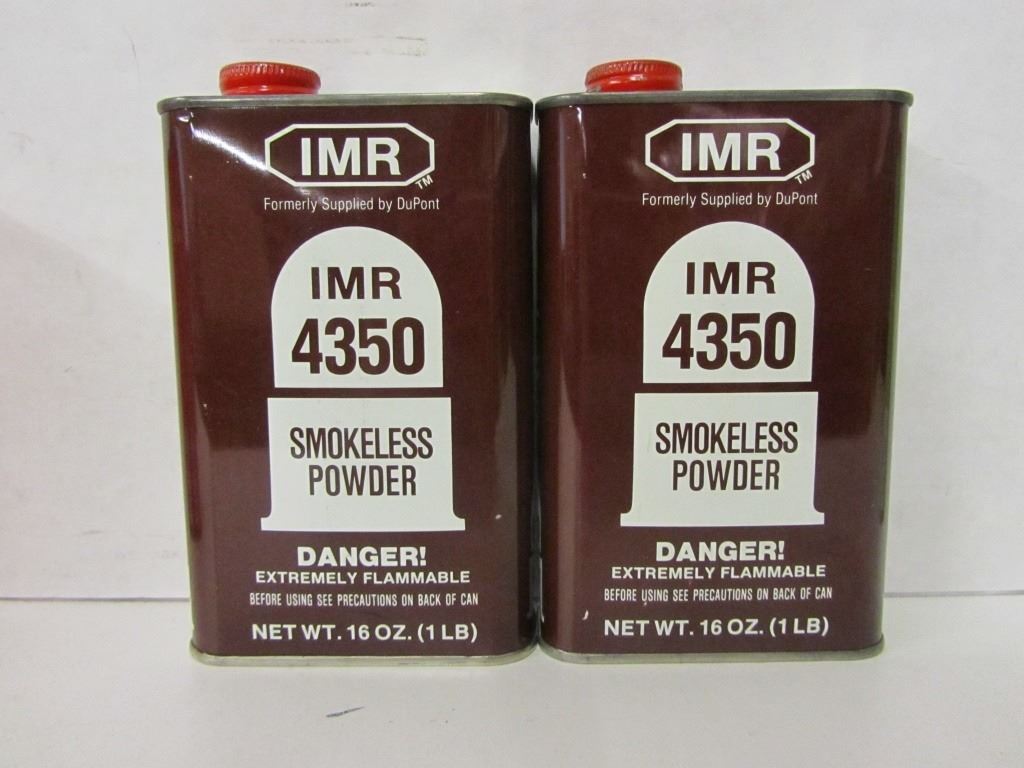 IMR
TM
Formerly Supplied by DuPont
IMR
4350
SMOKELESS
POWDER
DANGER!
EXTREMELY FLAMMABLE
BEFORE USING SEE PRECAUTIONS ON BACK OF CAN
NET WT. 16 OZ. (1 LB)
IMR
TM
Formerly Supplied by DuPont
IMR
4350
SMOKELESS
POWDER
DANGER!
EXTREMELY FLAMMABLE
BEFORE USING SEE PRECAUTIONS ON BACK OF CAN
NET WT. 16 OZ. (1 LB)